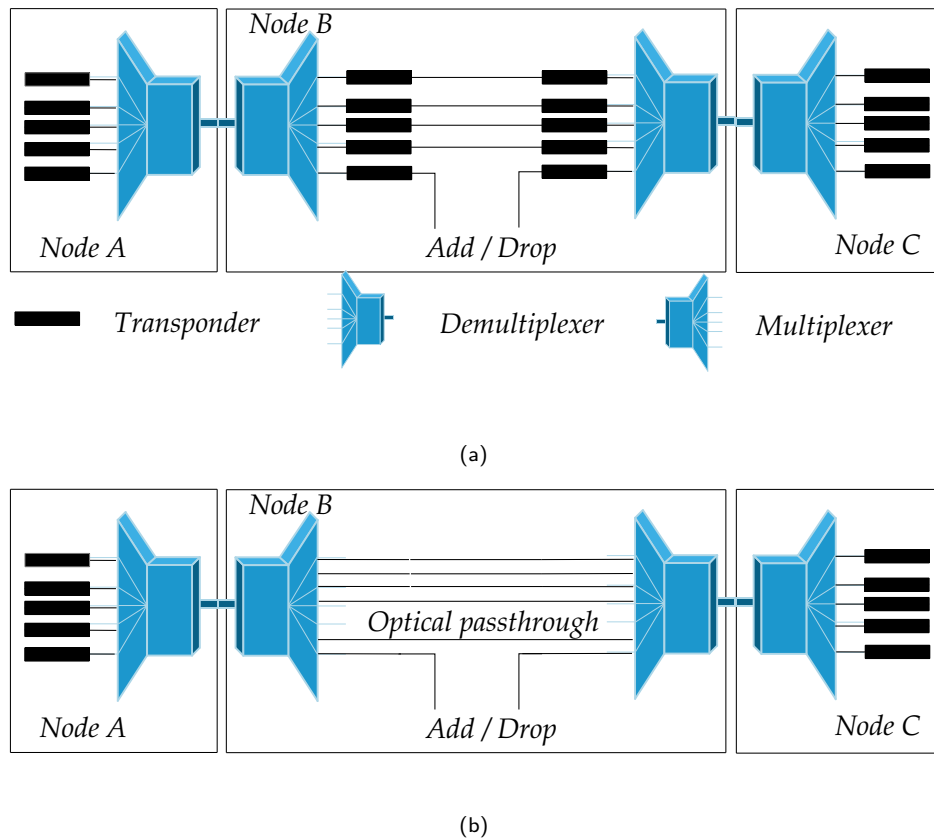 Node B
Node A
Add / Drop
Node C
Transponder
Demultiplexer
Multiplexer
(a)
Node B
Optical passthrough
Node A
Add / Drop
Node C
(b)